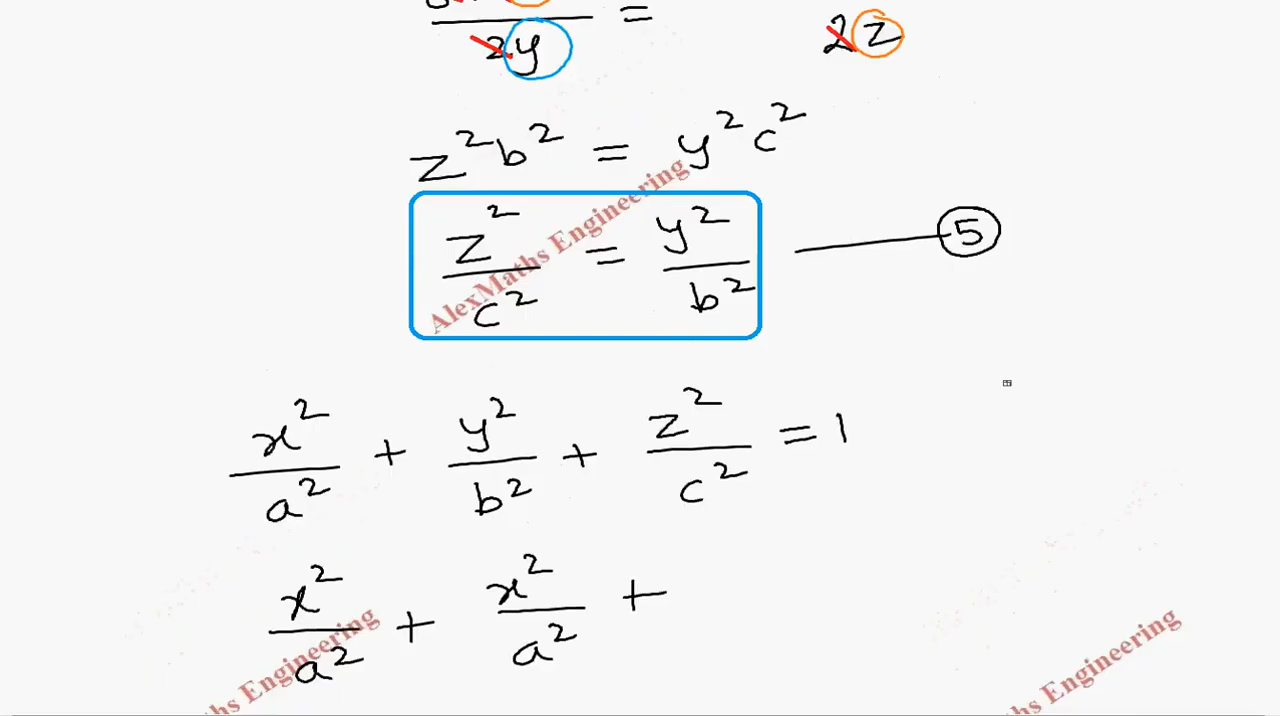 2y =
2z
z²b² = y²c²
z²/c² = y²/b² —— 5
x²/a² + y²/b² + z²/c² = 1
x²/a² + x²/a² +
AlexMaths Engineering
ths Engineering
hs Engineering